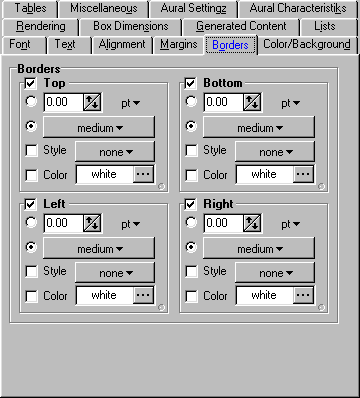 Tables Miscellaneous Aural Settingz Aural Characteristiks
Rendering Box Dimensions Generated Content Lists
Font Text Alignment Margins Borders Color/Background
Borders
Top Bottom
0.00 pt 0.00 pt
medium medium
Style none Style none
Color white ... Color white ...
Left Right
0.00 pt 0.00 pt
medium medium
Style none Style none
Color white ... Color white ...